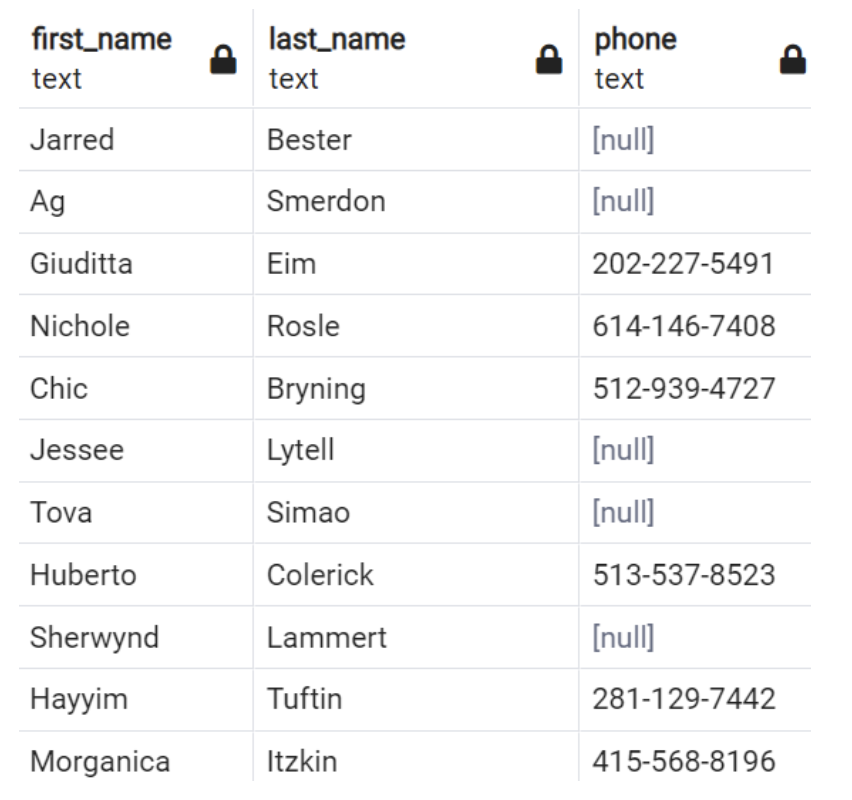 first_name last_name phone
text text text
Jarred Bester [null]
Ag Smerdon [null]
Giuditta Eim 202-227-5491
Nichole Rosle 614-146-7408
Chic Bryning 512-939-4727
Jessee Lytell [null]
Tova Simao [null]
Huberto Colerick 513-537-8523
Sherwynd Lammert [null]
Hayyim Tuftin 281-129-7442
Morganica Itzkin 415-568-8196